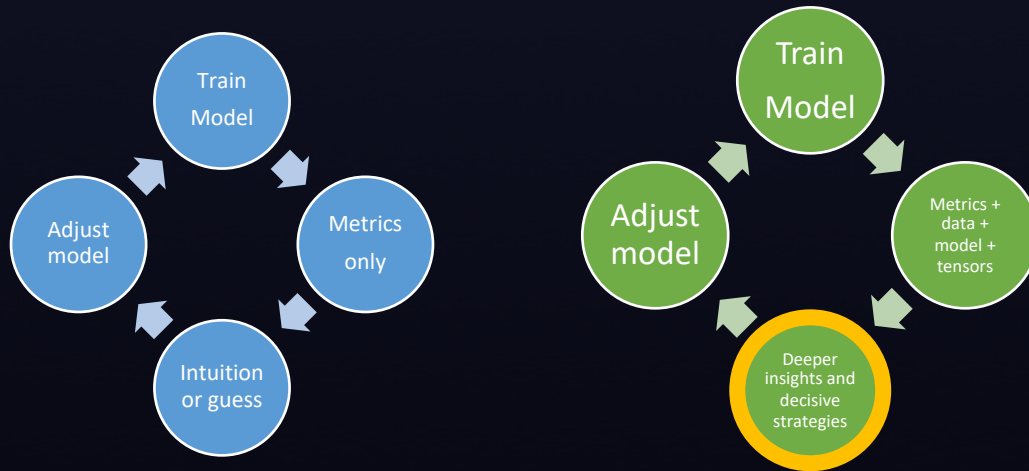 Train
Model
Metrics
only
Intuition
or guess
Adjust
model
Train
Model
Metrics +
data +
model +
tensors
Deeper
insights and
decisive
strategies
Adjust
model